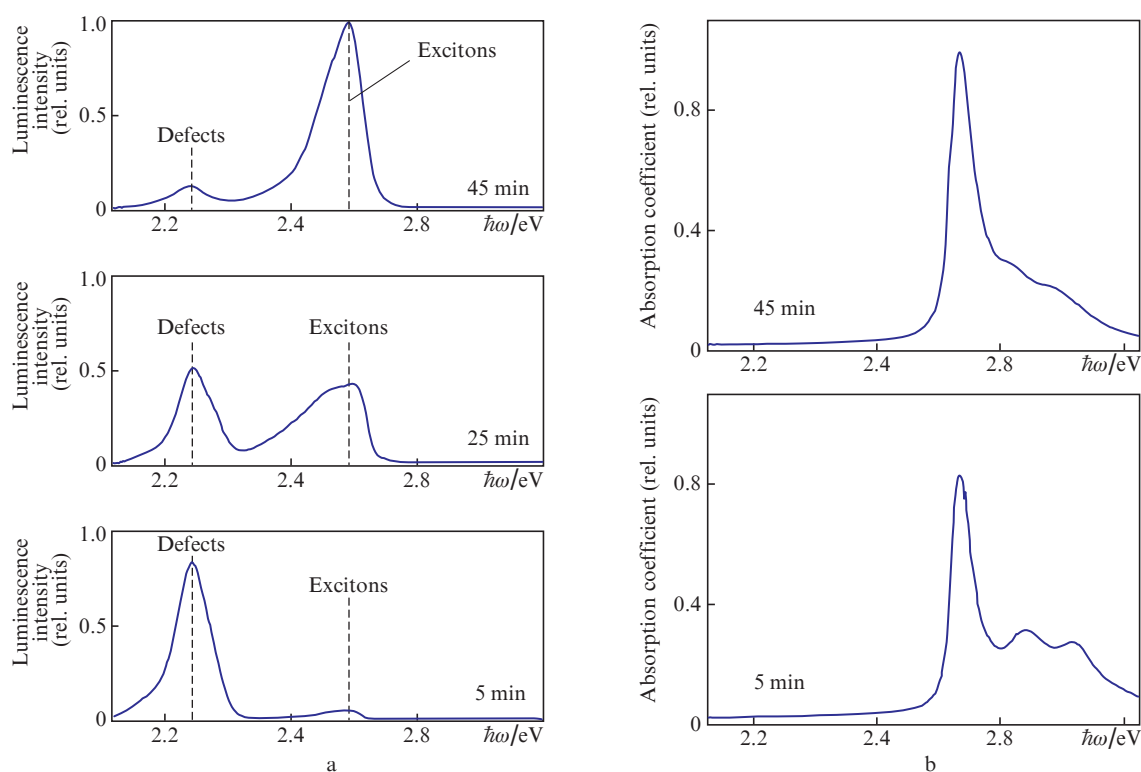 Luminescence
intensity
(rel. units)
1.0
0.5
0
Defects
Excitons
45 min
2.2
2.4
2.8
ℏω/eV
Luminescence
intensity
(rel. units)
1.0
0.5
0
Defects
Excitons
25 min
2.2
2.4
2.8
ℏω/eV
Luminescence
intensity
(rel. units)
1.0
0.5
0
Defects
Excitons
5 min
2.2
2.4
2.8
ℏω/eV
a
Absorption coefficient (rel. units)
0.8
0.4
0
45 min
2.2
2.4
2.8
ℏω/eV
Absorption coefficient (rel. units)
0.8
0.4
0
5 min
2.2
2.4
2.8
ℏω/eV
b